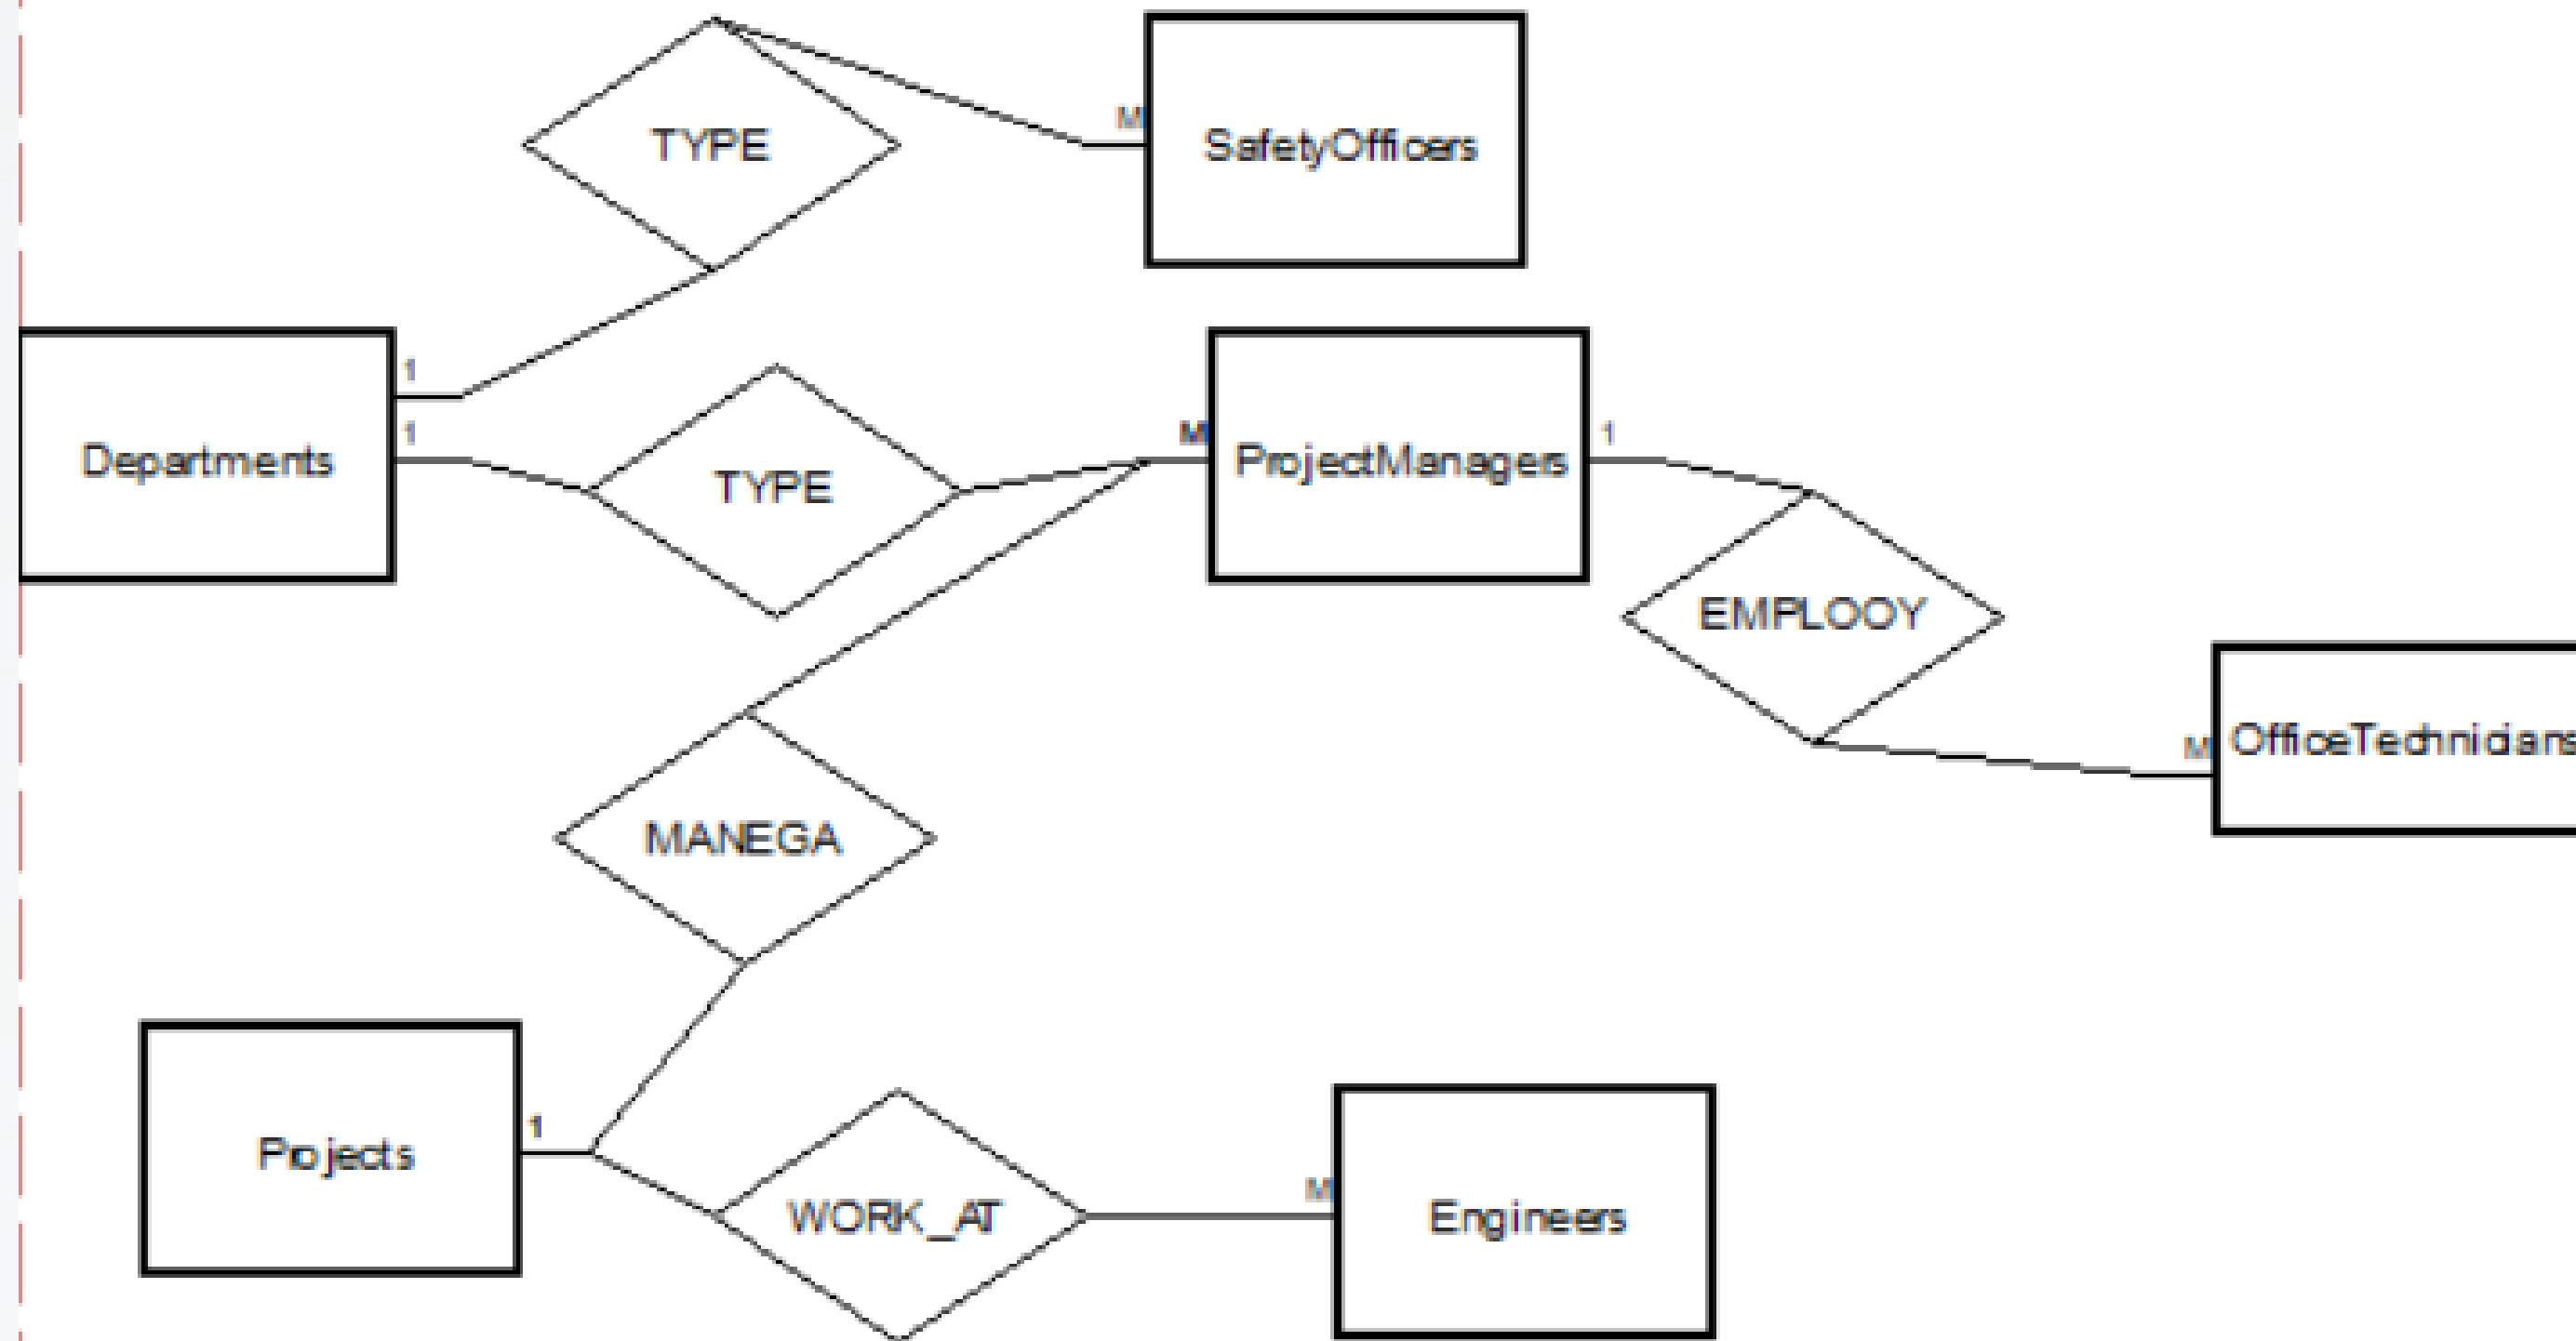 TYPE
M
SafetyOfficers
1
1
Departments
TYPE
M
ProjectManagers
1
EMPLOOY
M
OfficeTechnicians
MANEGA
1
Projects
WORK_AT
M
Engineers